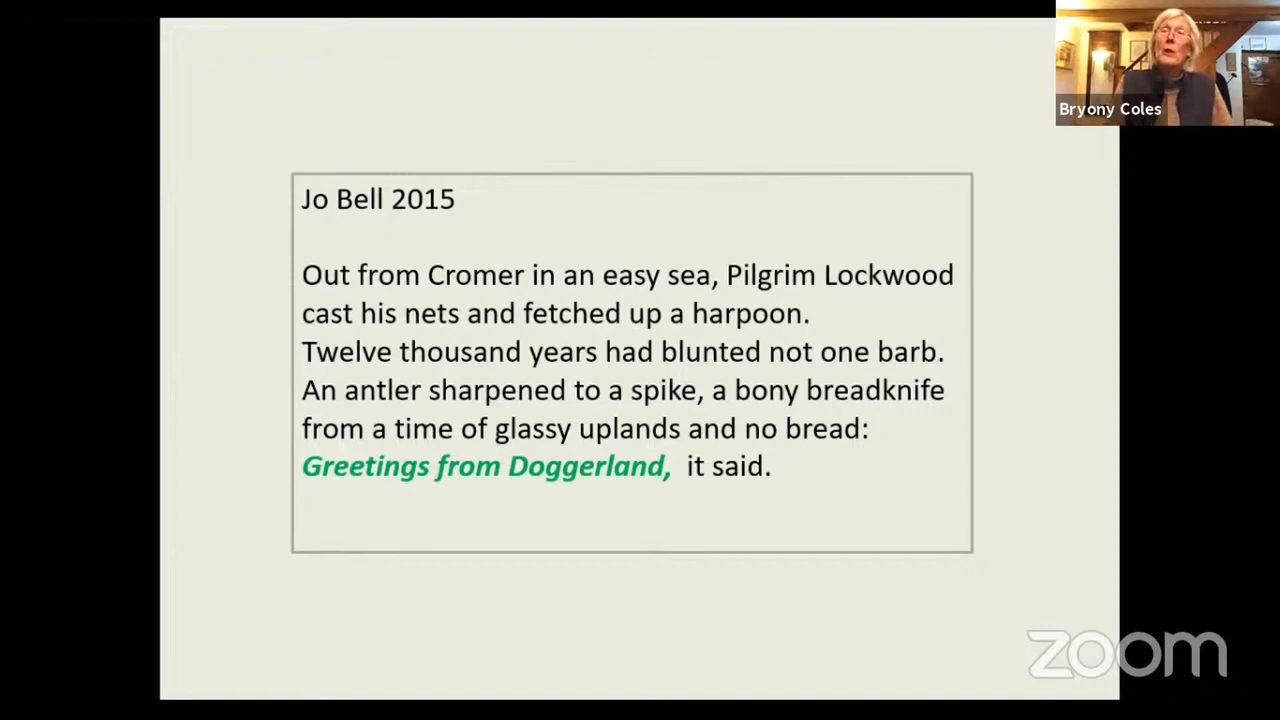 Bryony Coles
Jo Bell 2015
Out from Cromer in an easy sea, Pilgrim Lockwood
cast his nets and fetched up a harpoon.
Twelve thousand years had blunted not one barb.
An antler sharpened to a spike, a bony breadknife
from a time of glassy uplands and no bread:
Greetings from Doggerland, it said.
zoom